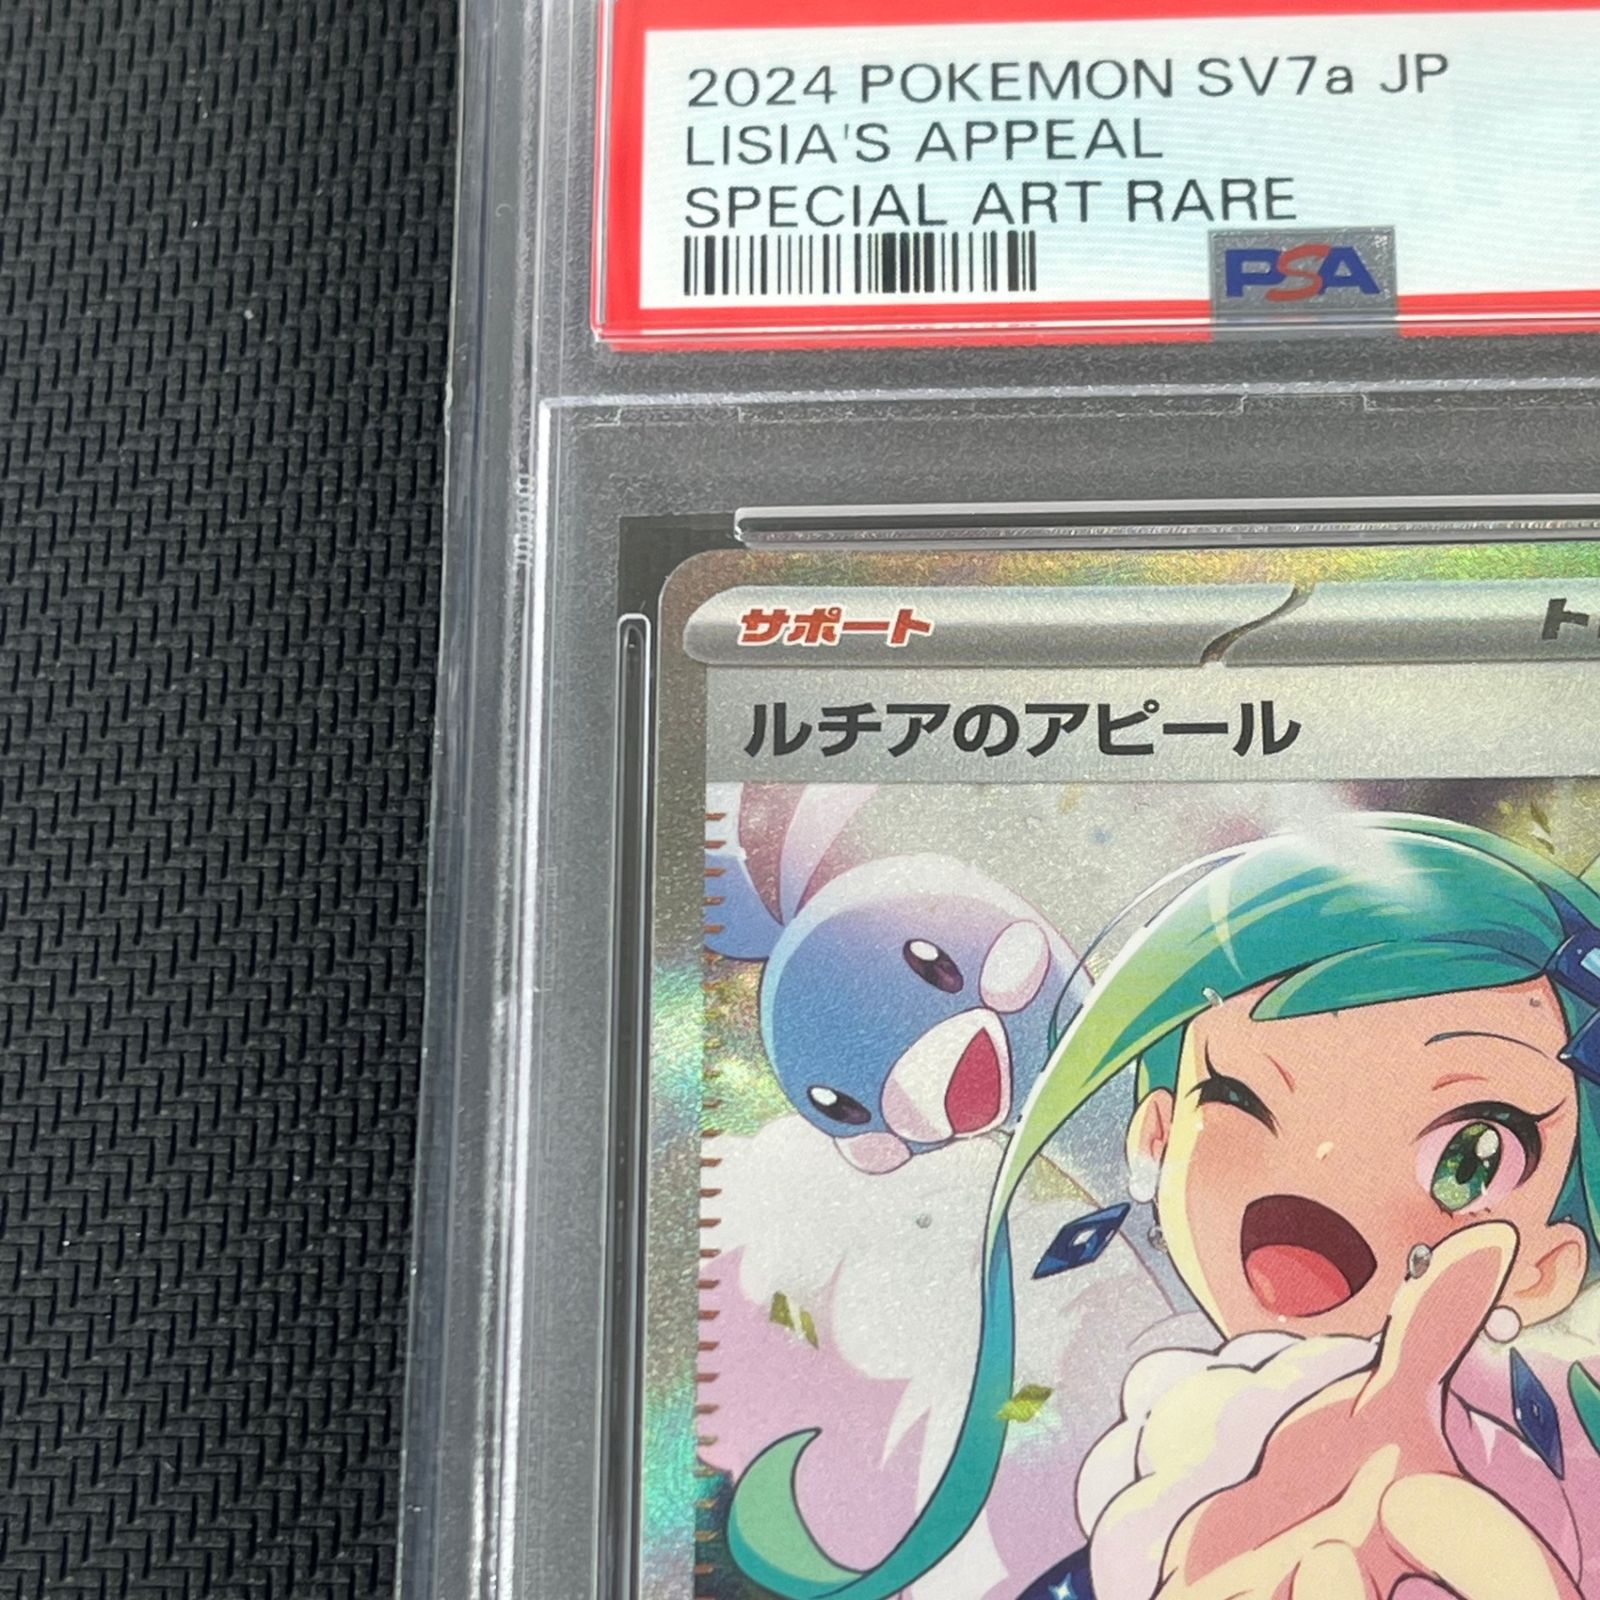 2024 POKEMON SV7a JP
LISIA'S APPEAL
SPECIAL ART RARE
PSA
サポート
ト
ルチアのアピール